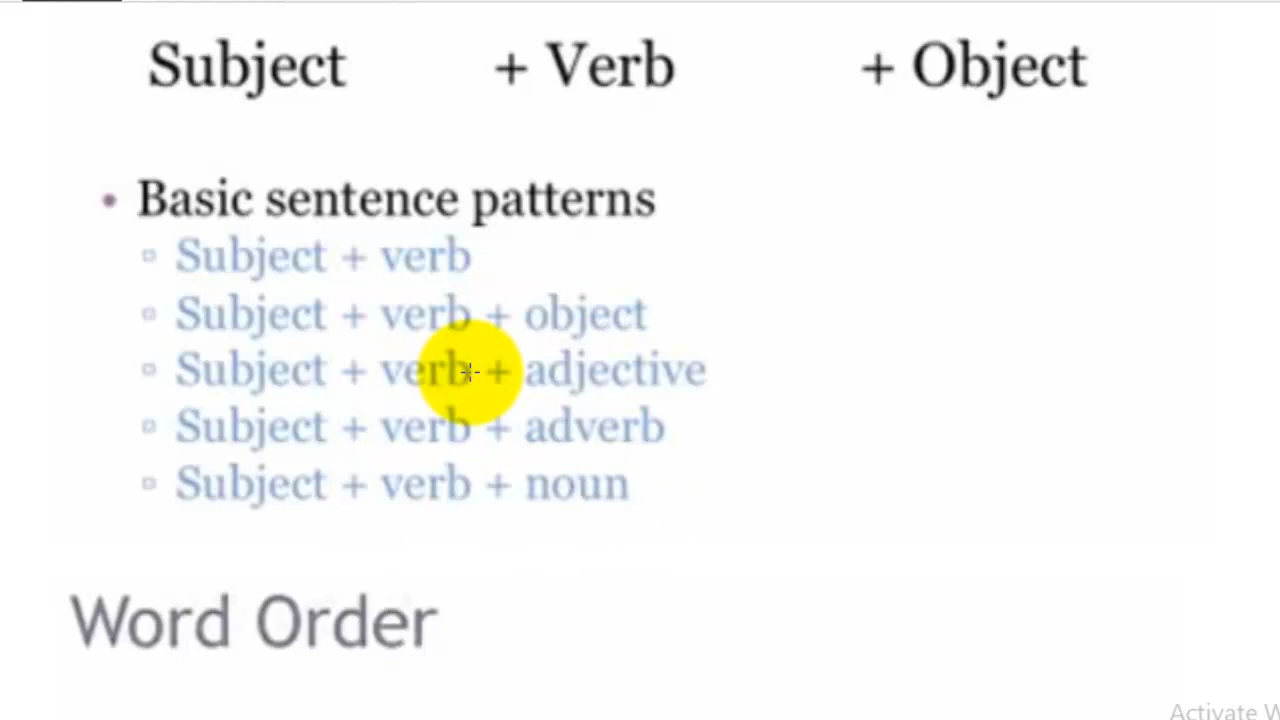 Subject + Verb + Object
• Basic sentence patterns
▫ Subject + verb
▫ Subject + verb + object
▫ Subject + verb + adjective
▫ Subject + verb + adverb
▫ Subject + verb + noun
Word Order
Activate